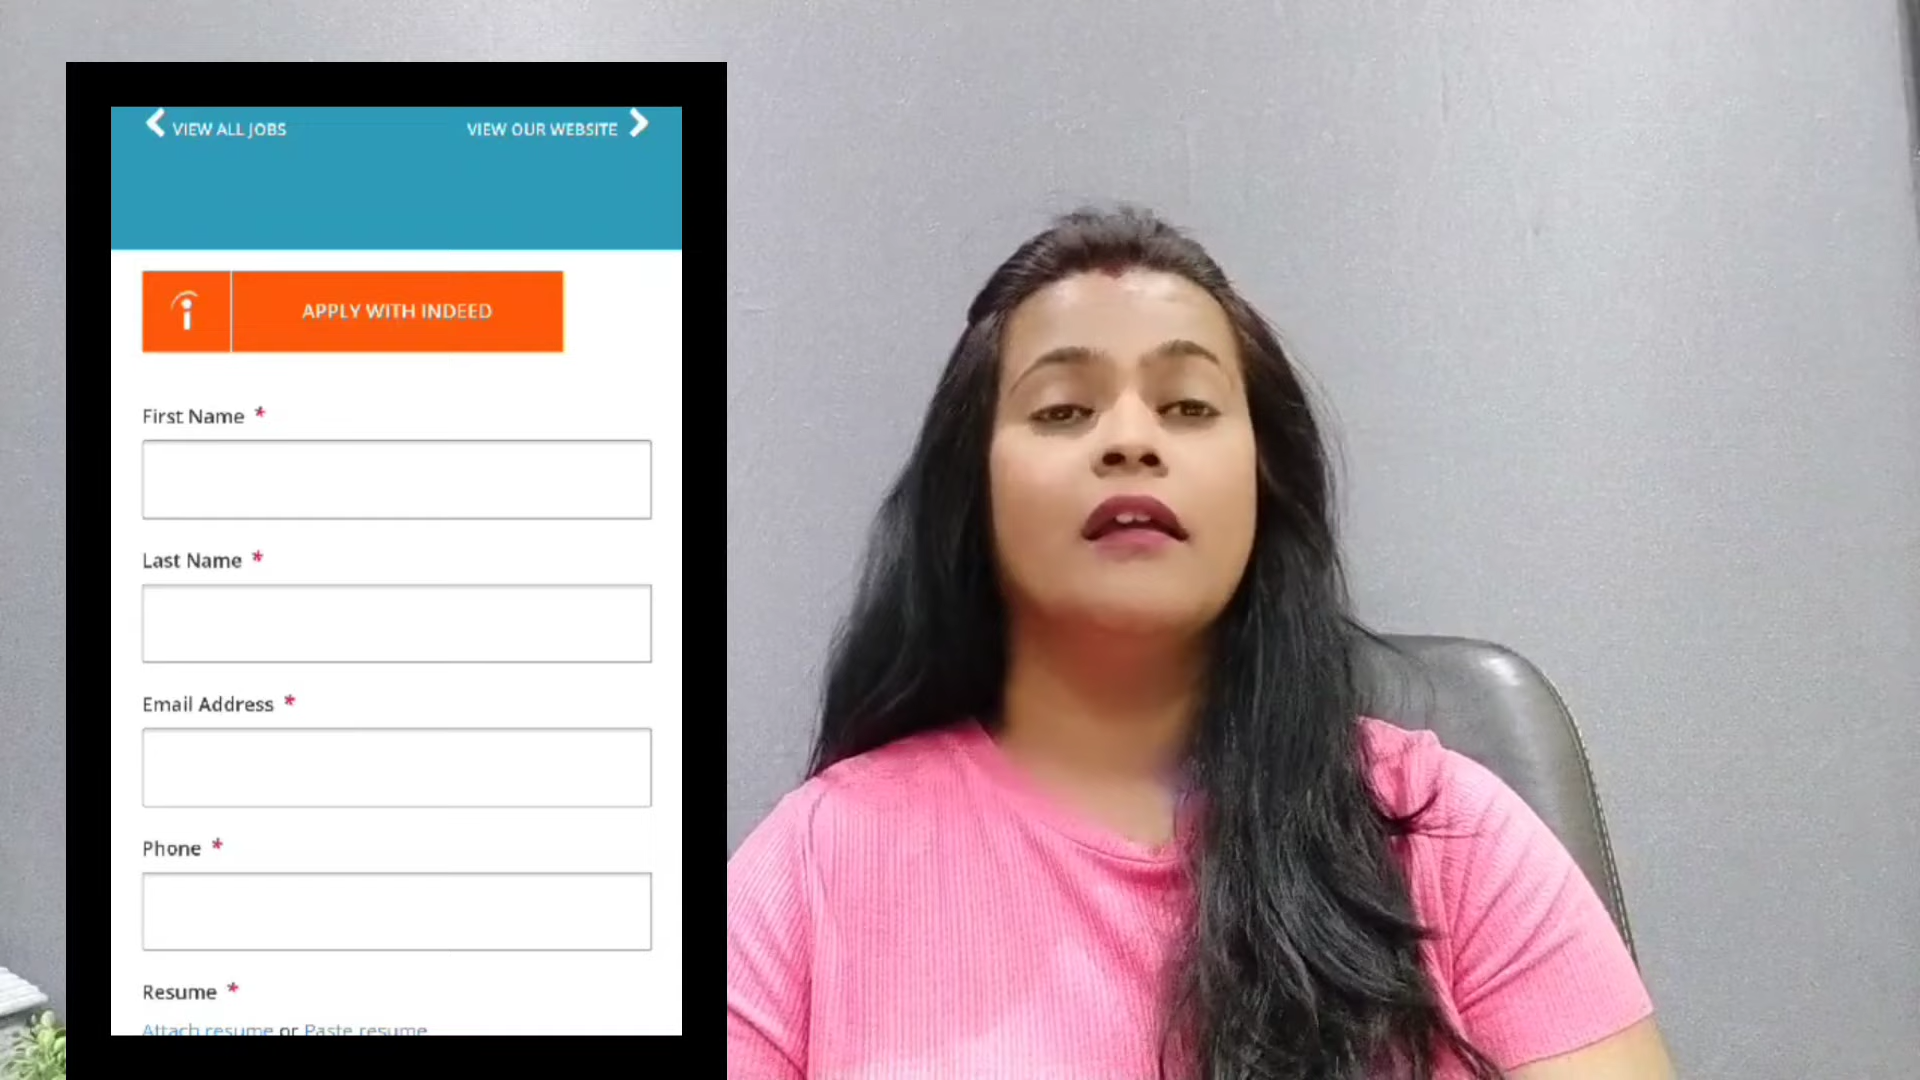 VIEW ALL JOBS
VIEW OUR WEBSITE
APPLY WITH INDEED
First Name *
Last Name *
Email Address *
Phone *
Resume *
Attach resume or Paste resume